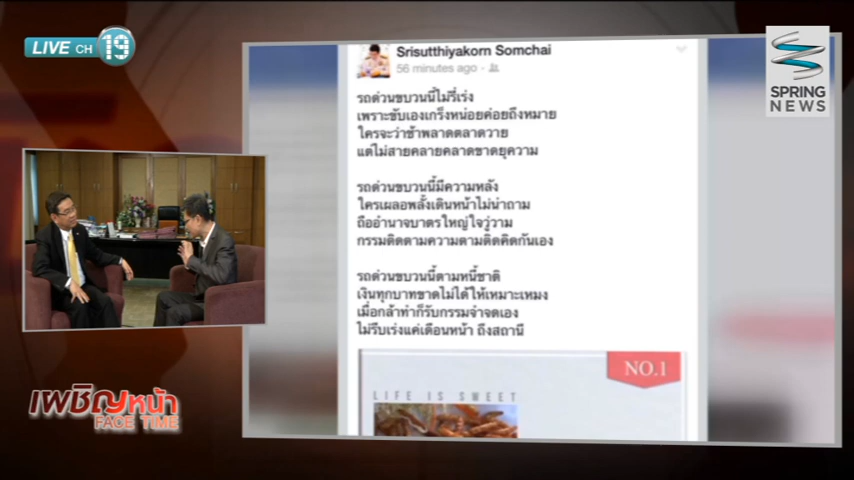 LIVE CH 19
SPRING
NEWS
Srisutthiyakorn Somchai
56 minutes ago
รถด่วนขบวนนี้ไม่รี่เร่ง
เพราะขับเองเกร็งหน่อยค่อยถึงหมาย
ใครจะว่าช้าพลาดตลาดวาย
แต่ไม่สายคลายคลาดขาดยุความ
รถด่วนขบวนนี้มีความหลัง
ใครเผลอพลั้งเดินหน้าไม่น่าถาม
ถืออำนาจบาตรใหญ่ใจวู่วาม
กรรมติดตามความตามติดคิดกันเอง
รถด่วนขบวนนี้ตามหนี้ชาติ
เงินทุกบาทขาดไม่ได้ให้เหมาะเหมง
เมื่อกล้าทำก็รับกรรมจำจดเอง
ไม่รีบเร่งแค่เดือนหน้า ถึงสถานี
NO.1
LIFE IS SWEET
เผชิญหน้า
FACE TIME